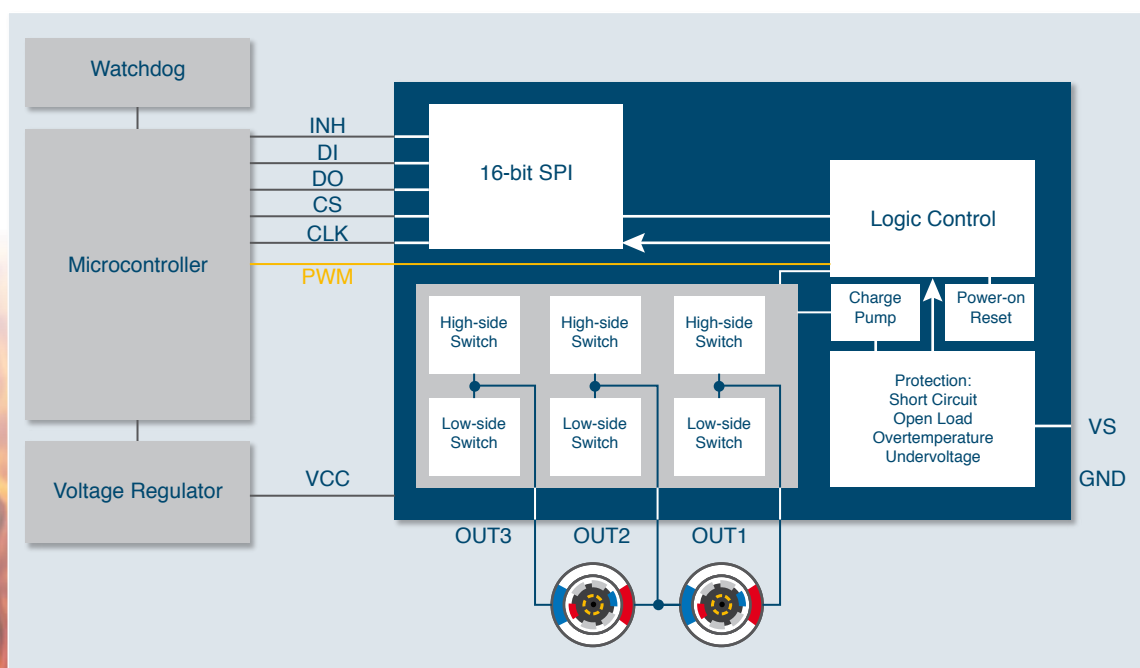 Watchdog
Microcontroller
Voltage Regulator
INH
DI
DO
CS
CLK
PWM
VCC
16-bit SPI
Logic Control
Charge
Pump
Power-on
Reset
High-side
Switch
High-side
Switch
High-side
Switch
Low-side
Switch
Low-side
Switch
Low-side
Switch
Protection:
Short Circuit
Open Load
Overtemperature
Undervoltage
VS
GND
OUT3
OUT2
OUT1